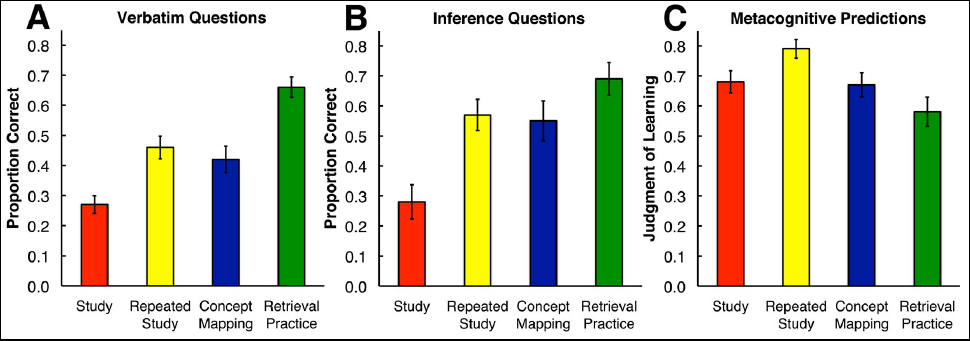 A
Verbatim Questions
Proportion Correct
0.8
0.7
0.6
0.5
0.4
0.3
0.2
0.1
0.0
Study
Repeated Study
Concept Mapping
Retrieval Practice
B
Inference Questions
Proportion Correct
0.8
0.7
0.6
0.5
0.4
0.3
0.2
0.1
0.0
Study
Repeated Study
Concept Mapping
Retrieval Practice
C
Metacognitive Predictions
Judgment of Learning
0.8
0.7
0.6
0.5
0.4
0.3
0.2
0.1
0.0
Study
Repeated Study
Concept Mapping
Retrieval Practice